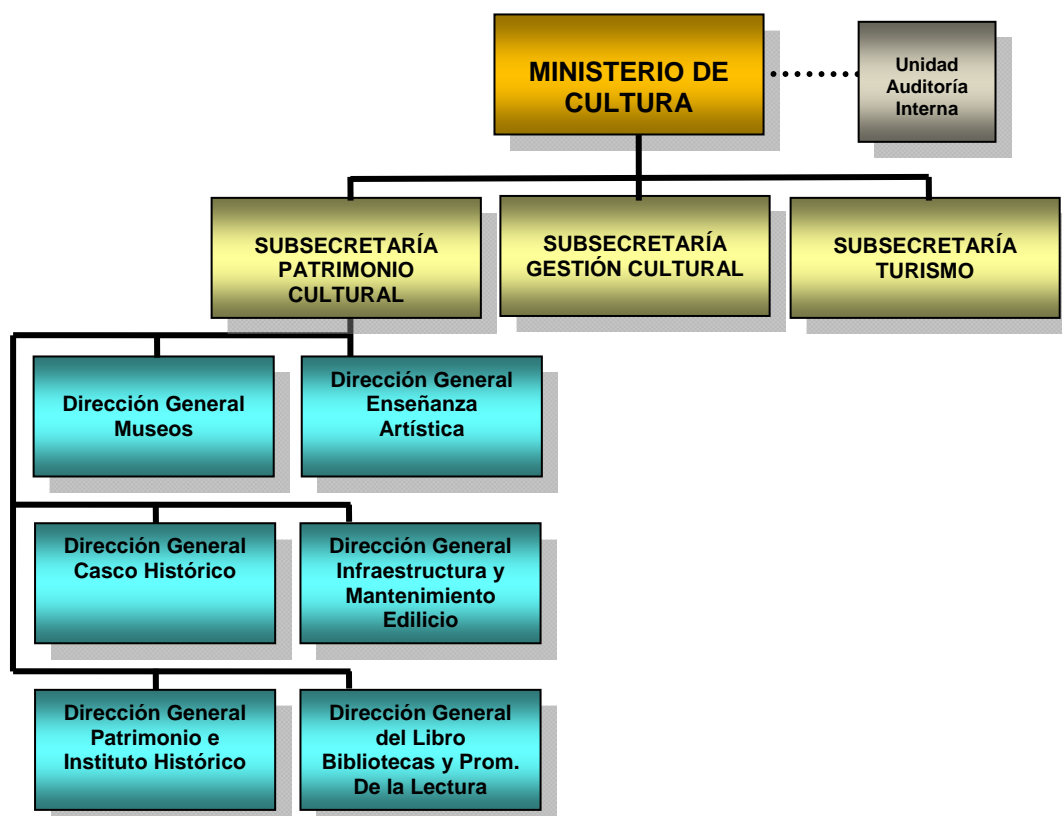 MINISTERIO DE
CULTURA
Unidad
Auditoría
Interna
SUBSECRETARÍA
PATRIMONIO
CULTURAL
SUBSECRETARÍA
GESTIÓN CULTURAL
SUBSECRETARÍA
TURISMO
Dirección General
Museos
Dirección General
Enseñanza
Artística
Dirección General
Casco Histórico
Dirección General
Infraestructura y
Mantenimiento
Edilicio
Dirección General
Patrimonio e
Instituto Histórico
Dirección General
del Libro
Bibliotecas y Prom.
De la Lectura